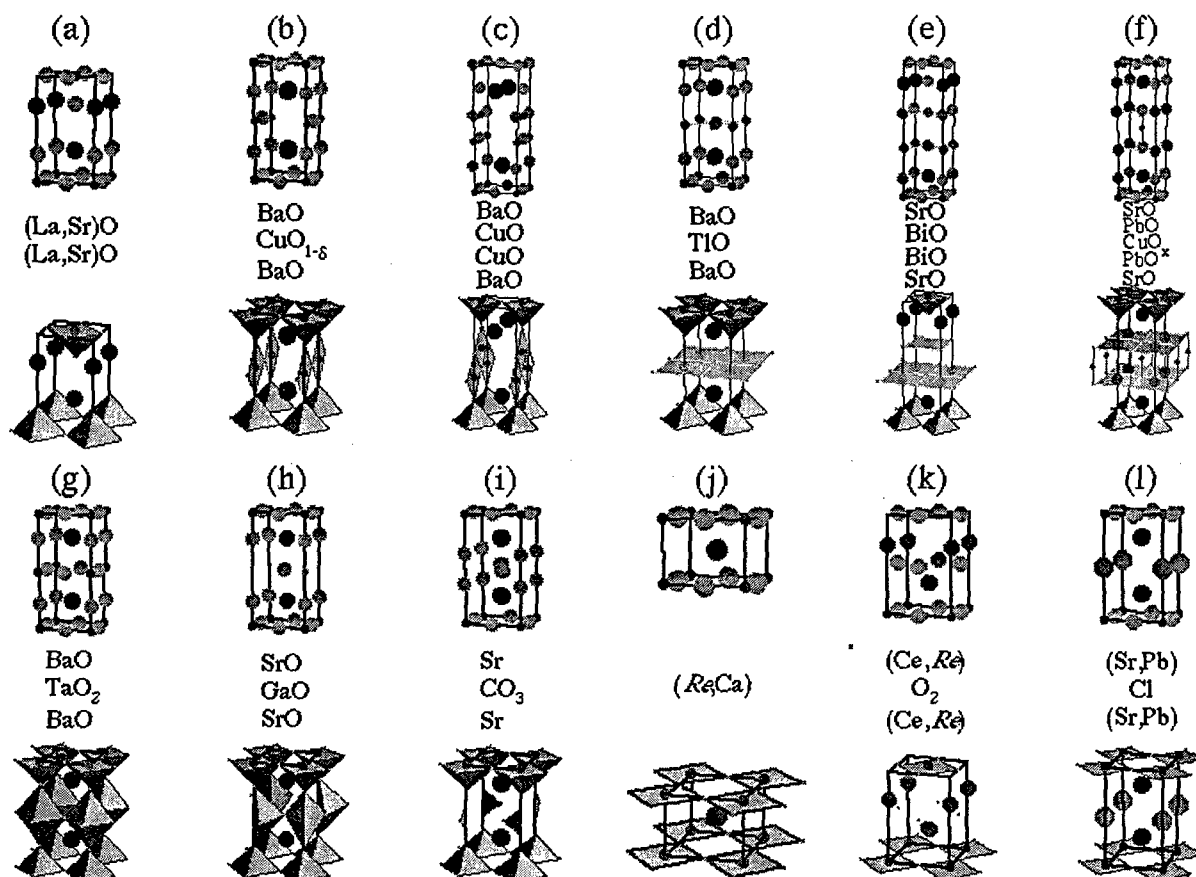 (a) (b) (c) (d) (e) (f)
(La,Sr)O
(La,Sr)O
BaO
CuO1-δ
BaO
BaO
CuO
CuO
BaO
BaO
TlO
BaO
SrO
BiO
BiO
SrO
SrO
PbO
CuOx
PbO
SrO
(g) (h) (i) (j) (k) (l)
BaO
TaO2
BaO
SrO
GaO
SrO
Sr
CO3
Sr
(Re,Ca)
(Ce,Re)
O2
(Ce,Re)
(Sr,Pb)
Cl
(Sr,Pb)